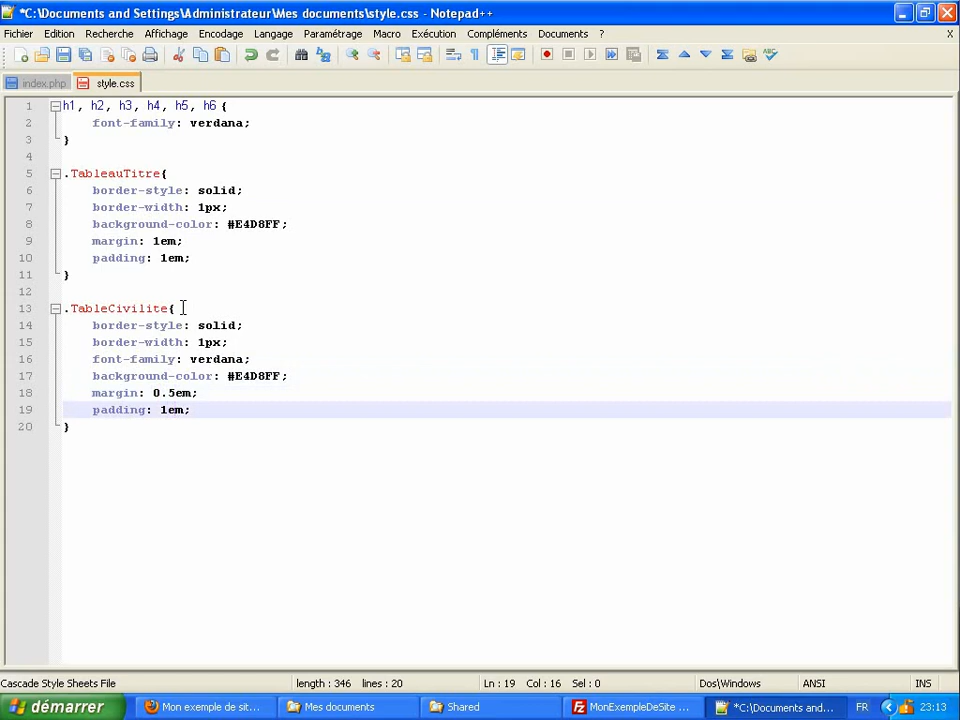 *C:\Documents and Settings\Administrateur\Mes documents\style.css - Notepad++
Fichier Edition Recherche Affichage Encodage Langage Paramétrage Macro Exécution Compléments Documents ? X
index.php style.css
1 h1, h2, h3, h4, h5, h6 {
2 font-family: verdana;
3 }
4
5 .TableauTitre{
6 border-style: solid;
7 border-width: 1px;
8 background-color: #E4D8FF;
9 margin: 1em;
10 padding: 1em;
11 }
12
13 .TableCivilite{
14 border-style: solid;
15 border-width: 1px;
16 font-family: verdana;
17 background-color: #E4D8FF;
18 margin: 0.5em;
19 padding: 1em;
20 }
Cascade Style Sheets File length : 346 lines : 20 Ln : 19 Col : 16 Sel : 0 Dos\Windows ANSI INS
démarrer Mon exemple de sit... Mes documents Shared MonExempleDeSite ... *C:\Documents and... FR 23:13